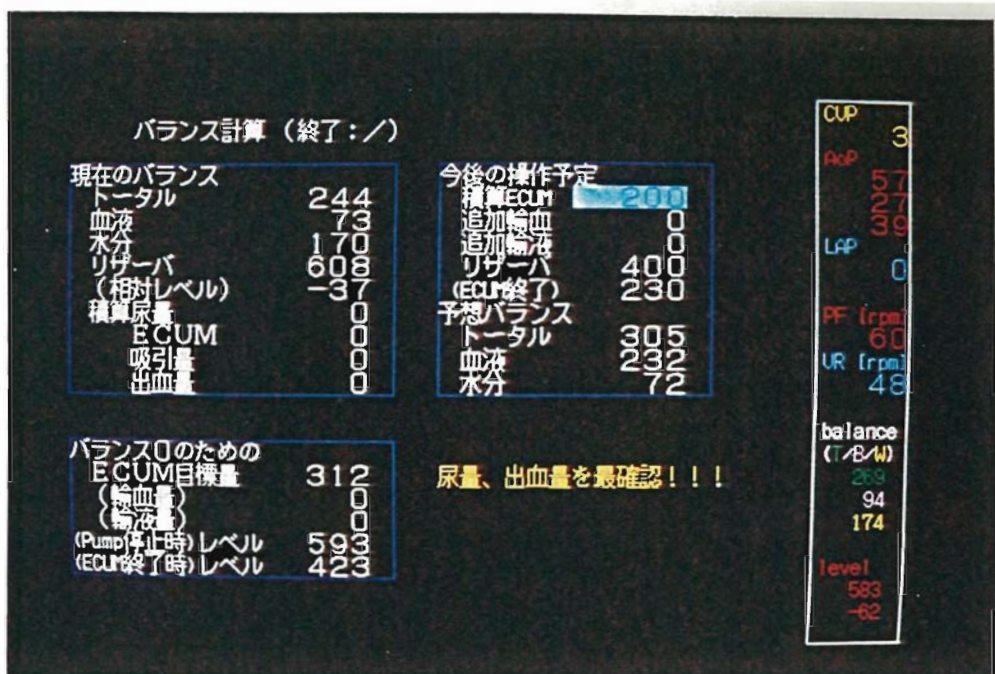 バランス計算 (終了:/)
現在のバランス
トータル 244
血液 73
水分 170
リザーバ 608
(相対レベル) -37
積算尿量 0
ECUM 0
吸引量 0
出血量 0
今後の操作予定
積算ECUM 200
追加輸血 0
追加輸液 0
リザーバ 400
(ECUM終了) 230
予想バランス
トータル 305
血液 232
水分 72
バランス0のための
ECUM目標量 312
(輸血量) 0
(輸液量) 0
(Pump停止時)レベル 593
(ECUM終了時)レベル 423
尿量、出血量を最確認!!!
CVP
3
AoP
57
27
39
LAP
0
PF [rpm]
60
VR [rpm]
48
balance
(T/B/W)
269
94
174
level
583
-62